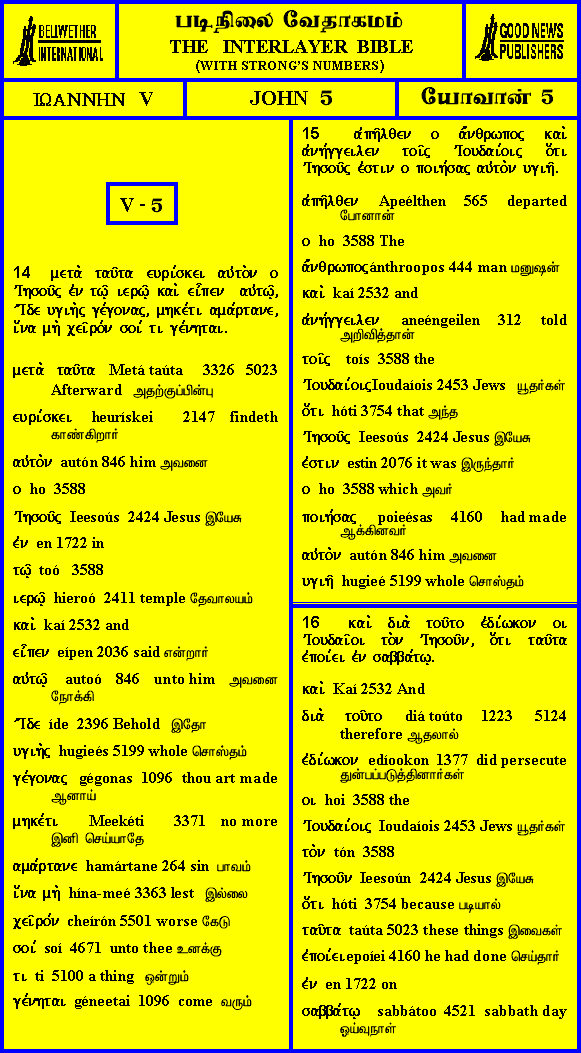 BELLWETHER
INTERNATIONAL
படிநிலை வேதாகமம்
THE INTERLAYER BIBLE
(WITH STRONG'S NUMBERS)
GOOD NEWS
PUBLISHERS
ΙΩΑΝΝΗΝ V
JOHN 5
யோவான் 5
V - 5
14 μετὰ ταῦτα ευρίσκει αὐτὸν ο
Ἰησοῦς ἐν τῷ ιερῷ καὶ εἶπεν αὐτῷ,
Ἴδε υγιὴς γέγονας, μηκέτι αμάρτανε,
ἵνα μὴ χεῖρόν σοί τι γένηται..
μετὰ ταῦτα Metá taúta 3326 5023
Afterward அதற்குப்பின்பு
ευρίσκει heurískei 2147 findeth
காண்கிறார்
αὐτὸν autón 846 him அவனை
ο ho 3588
Ἰησοῦς Ieesoús 2424 Jesus இயேசு
ἐν en 1722 in
τῷ toó 3588
ιερῷ hieroó 2411 temple தேவாலயம்
καὶ kaí 2532 and
εἶπεν eípen 2036 said என்றார்
αὐτῷ autoó 846 unto him அவனை
நோக்கி
Ἴδε íde 2396 Behold இதோ
υγιὴς hugieés 5199 whole சொஸ்தம்
γέγονας gégonas 1096 thou art made
ஆனாய்
μηκέτι Meekéti 3371 no more
இனி செய்யாதே
αμάρτανε hamártane 264 sin பாவம்
ἵνα μὴ hína-meé 3363 lest இல்லை
χεῖρόν cheírón 5501 worse கேடு
σοί soí 4671 unto thee உனக்கு
τι ti 5100 a thing ஒன்றும்
γένηται géneetai 1096 come வரும்
15 ἀπῆλθεν ο ἄνθρωπος καὶ
ἀνήγγειλεν τοῖς Ἰουδαίοις ὅτι
Ἰησοῦς ἐστιν ο ποιήσας αὐτὸν υγιῆ.
ἀπῆλθεν Apeélthen 565 departed
போனான்
ο ho 3588 The
ἄνθρωπος ánthroopos 444 man மனுஷன்
καὶ kaí 2532 and
ἀνήγγειλεν aneéngeilen 312 told
அறிவித்தான்
τοῖς toís 3588 the
Ἰουδαίοις Ioudaíois 2453 Jews யூதர்கள்
ὅτι hóti 3754 that அந்த
Ἰησοῦς Ieesoús 2424 Jesus இயேசு
ἐστιν estin 2076 it was இருந்தார்
ο ho 3588 which அவர்
ποιήσας poieésas 4160 had made
ஆக்கினவர்
αὐτὸν autón 846 him அவனை
υγιῆ hugieé 5199 whole சொஸ்தம்
16 καὶ διὰ τοῦτο ἐδίωκον οι
Ἰουδαῖοι τὸν Ἰησοῦν, ὅτι ταῦτα
ἐποίει ἐν σαββάτῳ.
καὶ Kaí 2532 And
διὰ τοῦτο diá toúto 1223 5124
therefore ஆதலால்
ἐδίωκον edíookon 1377 did persecute
துன்பப்படுத்தினார்கள்
οι hoi 3588 the
Ἰουδαίοις Ioudaíois 2453 Jews யூதர்கள்
τὸν tón 3588
Ἰησοῦν Ieesoún 2424 Jesus இயேசு
ὅτι hóti 3754 because படியால்
ταῦτα taúta 5023 these things இவைகள்
ἐποίει epoíei 4160 he had done செய்தார்
ἐν en 1722 on
σαββάτῳ sabbátoo 4521 sabbath day
ஓய்வுநாள்